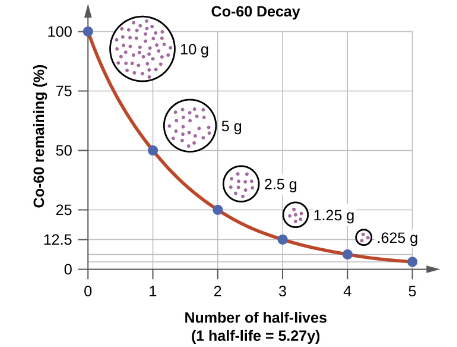 Co-60 Decay
Co-60 remaining (%)
100
75
50
25
12.5
0
10 g
5 g
2.5 g
1.25 g
.625 g
0 1 2 3 4 5
Number of half-lives
(1 half-life = 5.27y)